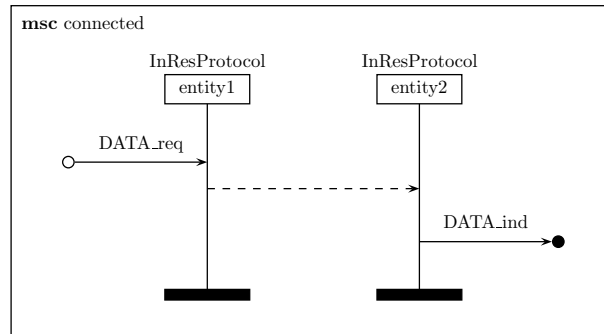 msc connected
InResProtocol
InResProtocol
entity1
entity2
DATA_req
DATA_ind